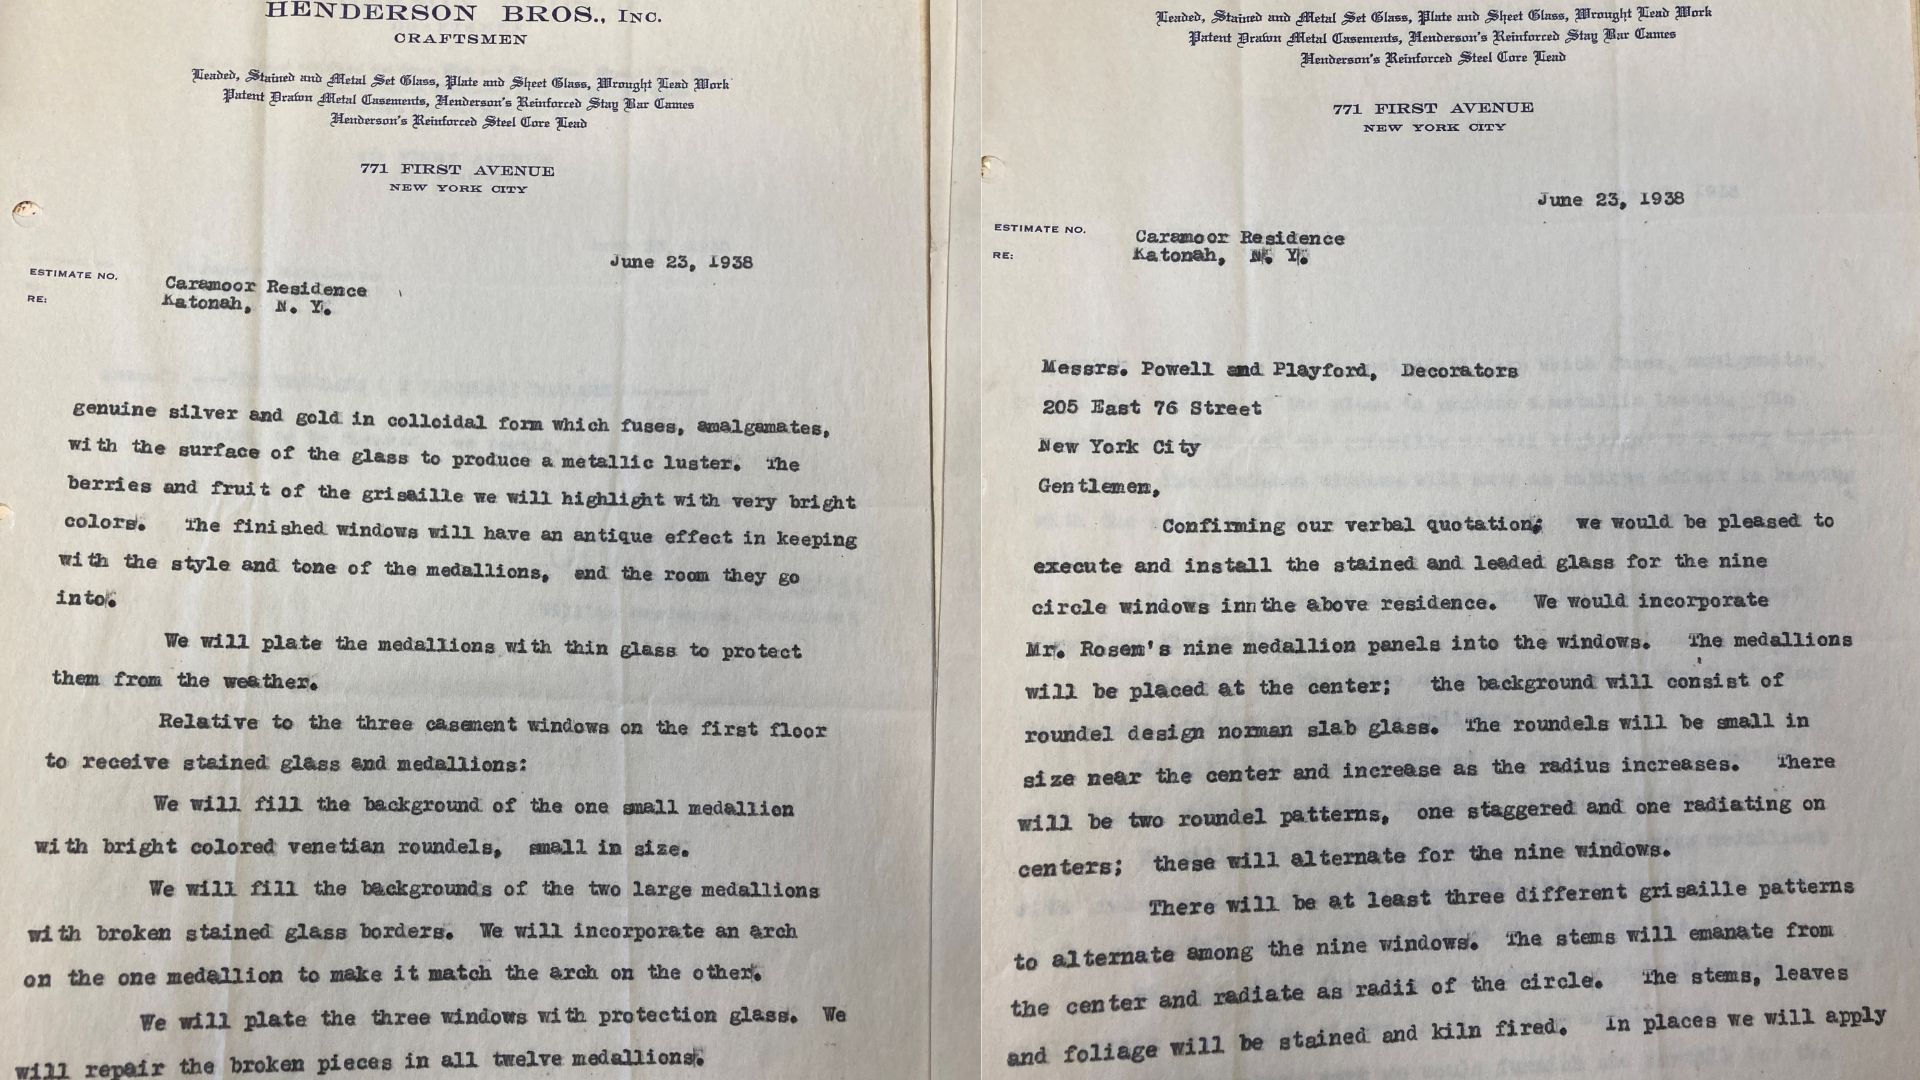 HENDERSON BROS., INC.
CRAFTSMEN
Leaded, Stained and Metal Set Glass, Plate and Sheet Glass, Wrought Lead Work
Patent Drawn Metal Casements, Henderson's Reinforced Stay Bar Cames
Henderson's Reinforced Steel Core Lead
771 FIRST AVENUE
NEW YORK CITY
June 23, 1938
ESTIMATE NO.
RE:
Caramoor Residence
Katonah, N. Y.
genuine silver and gold in colloidal form which fuses, amalgamates,
with the surface of the glass to produce a metallic luster. The
berries and fruit of the grisaille we will highlight with very bright
colors. The finished windows will have an antique effect in keeping
with the style and tone of the medallions, and the room they go
into.
We will plate the medallions with thin glass to protect
them from the weather.
Relative to the three casement windows on the first floor
to receive stained glass and medallions:
We will fill the background of the one small medallion
with bright colored venetian roundels, small in size.
We will fill the backgrounds of the two large medallions
with broken stained glass borders. We will incorporate an arch
on the one medallion to make it match the arch on the other.
We will plate the three windows with protection glass. We
will repair the broken pieces in all twelve medallions.
Leaded, Stained and Metal Set Glass, Plate and Sheet Glass, Wrought Lead Work
Patent Drawn Metal Casements, Henderson's Reinforced Stay Bar Cames
Henderson's Reinforced Steel Core Lead
771 FIRST AVENUE
NEW YORK CITY
June 23, 1938
ESTIMATE NO.
RE:
Caramoor Residence
Katonah, N. Y.
Messrs. Powell and Playford, Decorators
205 East 76 Street
New York City
Gentlemen,
Confirming our verbal quotation; we would be pleased to
execute and install the stained and leaded glass for the nine
circle windows inn the above residence. We would incorporate
Mr. Rosem's nine medallion panels into the windows. The medallions
will be placed at the center; the background will consist of
roundel design norman slab glass. The roundels will be small in
size near the center and increase as the radius increases. There
will be two roundel patterns, one staggered and one radiating on
centers; these will alternate for the nine windows.
There will be at least three different grisaille patterns
to alternate among the nine windows. The stems will emanate from
the center and radiate as radii of the circle. The stems, leaves
and foliage will be stained and kiln fired. In places we will apply